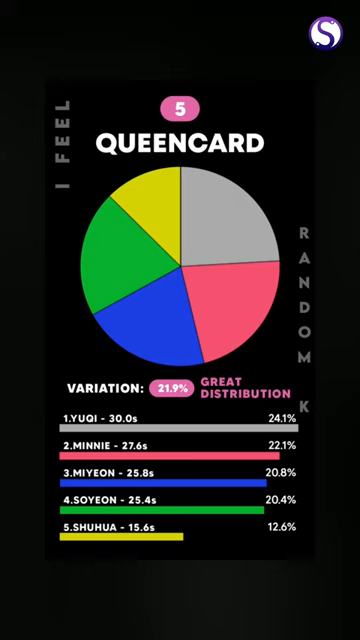 S
5
I FEEL
QUEENCARD
RANDOM K
VARIATION: 21.9% GREAT DISTRIBUTION
1.YUQI - 30.0s 24.1%
2.MINNIE - 27.6s 22.1%
3.MIYEON - 25.8s 20.8%
4.SOYEON - 25.4s 20.4%
5.SHUHUA - 15.6s 12.6%